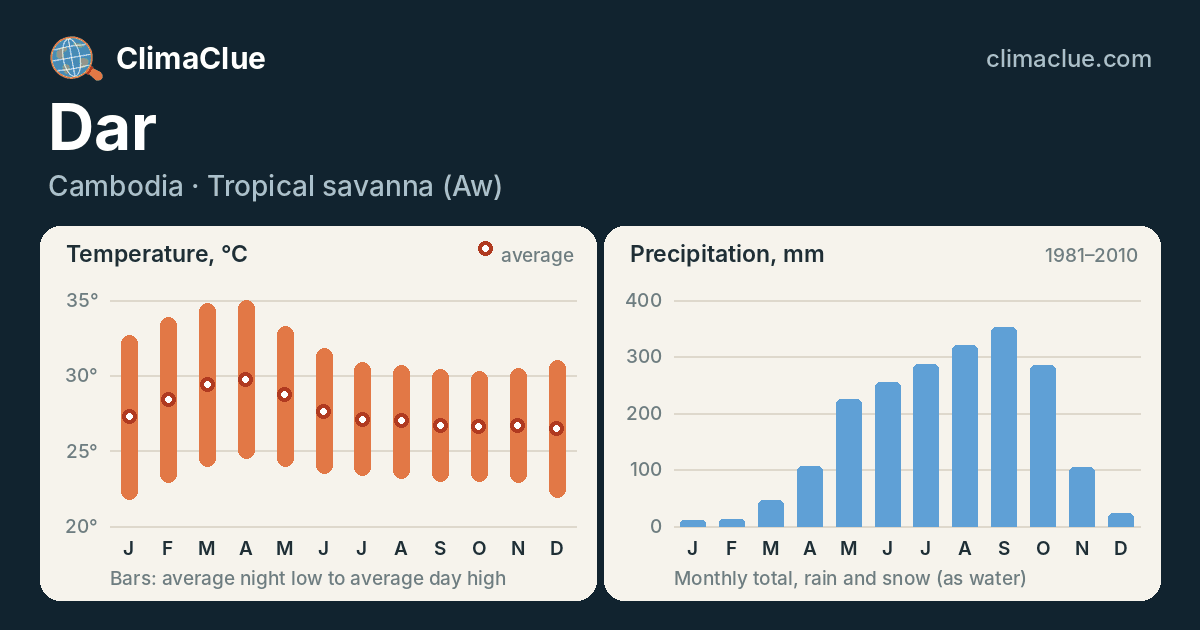 ClimaClue
climaclue.com
Dar
Cambodia · Tropical savanna (Aw)
Temperature, °C
average
35°
30°
25°
20°
J F M A M J J A S O N D
Bars: average night low to average day high
Precipitation, mm
1981–2010
400
300
200
100
0
J F M A M J J A S O N D
Monthly total, rain and snow (as water)